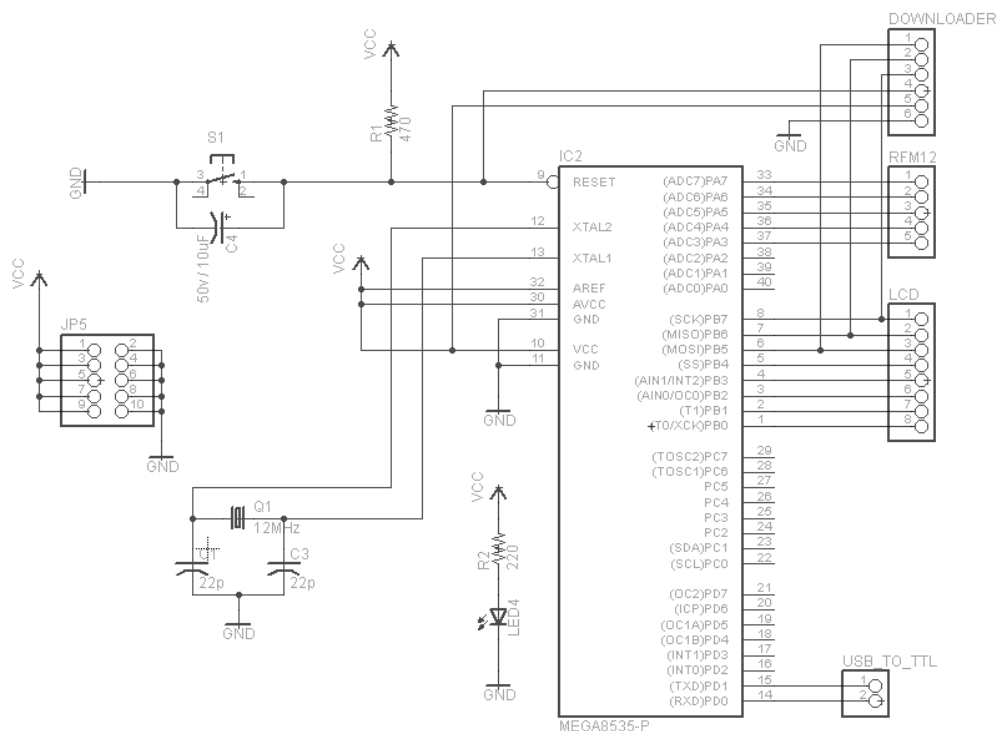 DOWNLOADER
1
2
3
4
5
6
GND
VCC
R1
470
S1
3
1
4
2
GND
50v / 10uF
C4
+
IC2
9 RESET
12 XTAL2
13 XTAL1
32 AREF
30 AVCC
31 GND
10 VCC
11 GND
(ADC7)PA7 33
(ADC6)PA6 34
(ADC5)PA5 35
(ADC4)PA4 36
(ADC3)PA3 37
(ADC2)PA2 38
(ADC1)PA1 39
(ADC0)PA0 40
(SCK)PB7 8
(MISO)PB6 7
(MOSI)PB5 6
(SS)PB4 5
(AIN1/INT2)PB3 4
(AIN0/OC0)PB2 3
(T1)PB1 2
(T0/XCK)PB0 1
(TOSC2)PC7 29
(TOSC1)PC6 28
PC5 27
PC4 26
PC3 25
PC2 24
(SDA)PC1 23
(SCL)PC0 22
(OC2)PD7 21
(ICP)PD6 20
(OC1A)PD5 19
(OC1B)PD4 18
(INT1)PD3 17
(INT0)PD2 16
(TXD)PD1 15
(RXD)PD0 14
MEGA8535-P
RFM12
1
2
3
4
5
LCD
1
2
3
4
5
6
7
8
VCC
VCC
JP5
1 2
3 4
5 6
7 8
9 10
GND
GND
Q1
12MHz
C1
22p
C3
22p
GND
VCC
R2
220
LED4
GND
USB_TO_TTL
1
2